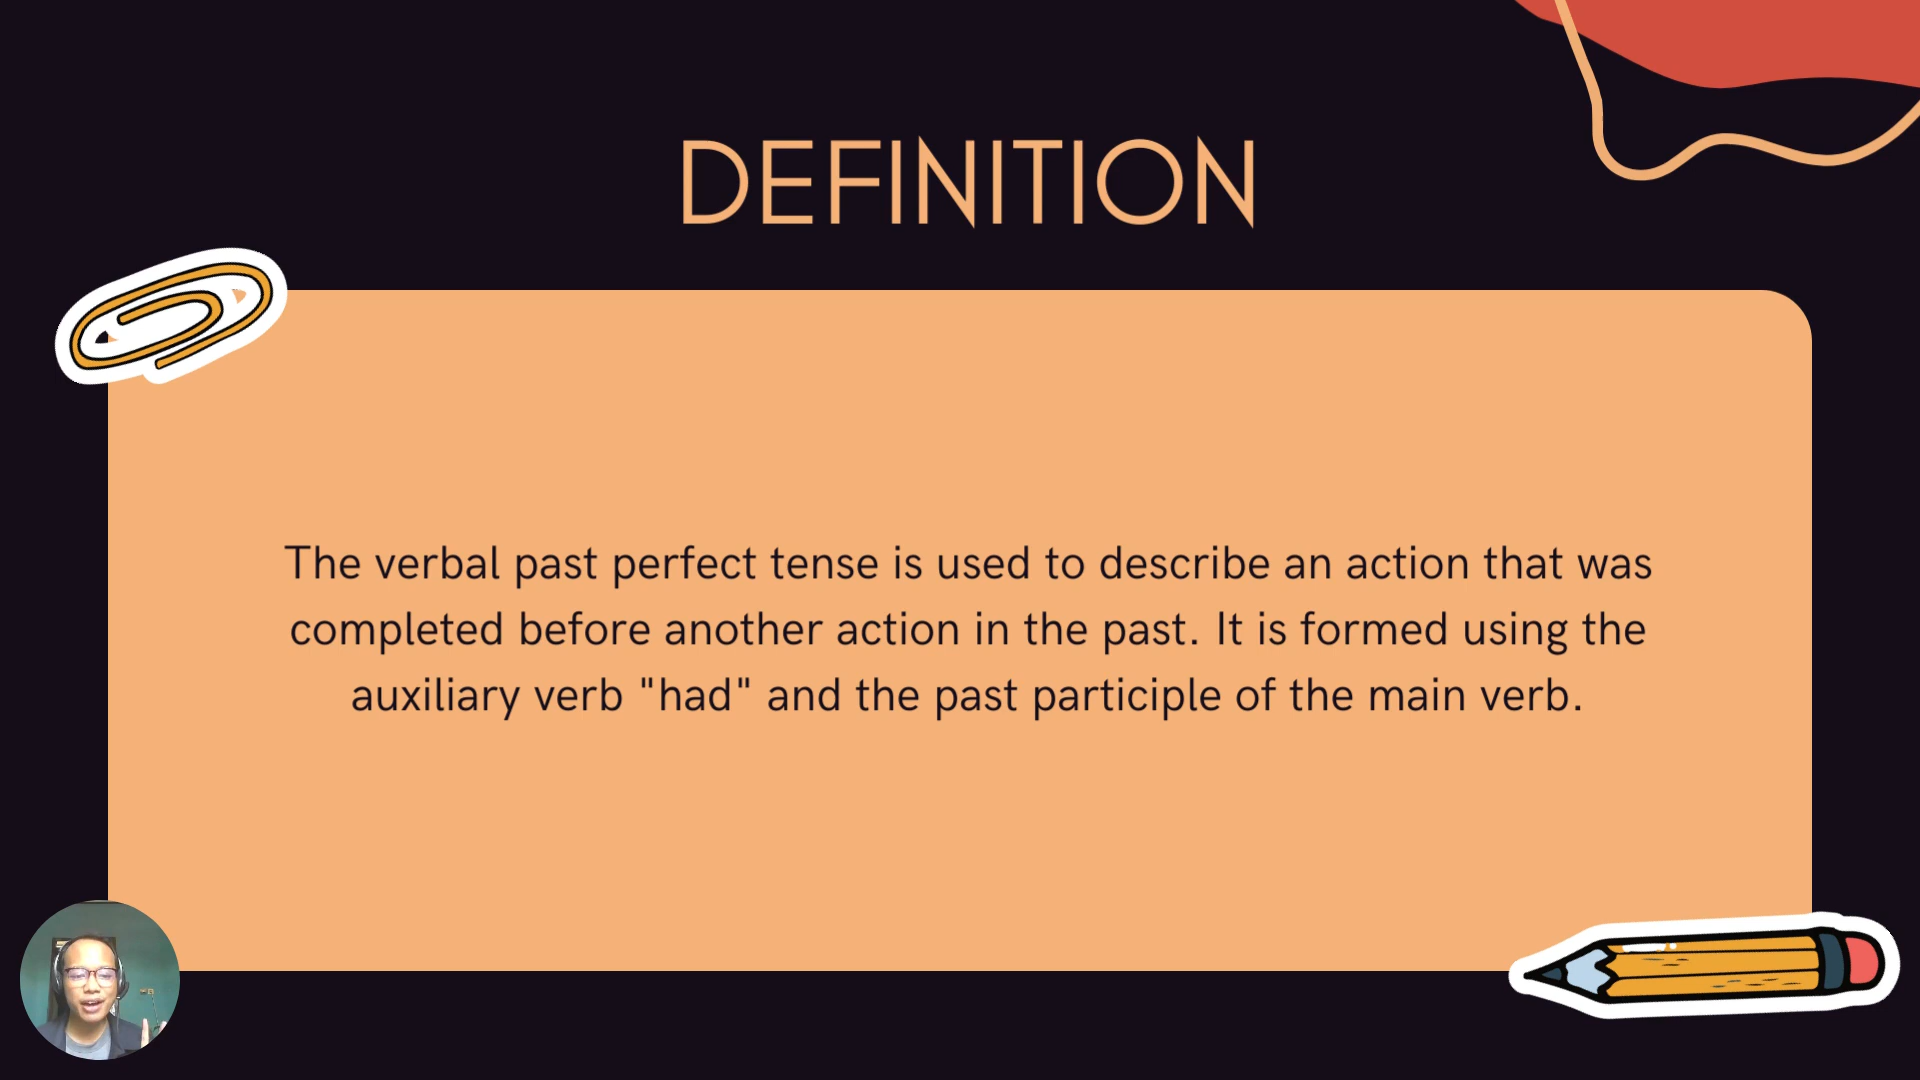 DEFINITION
The verbal past perfect tense is used to describe an action that was
completed before another action in the past. It is formed using the
auxiliary verb "had" and the past participle of the main verb.